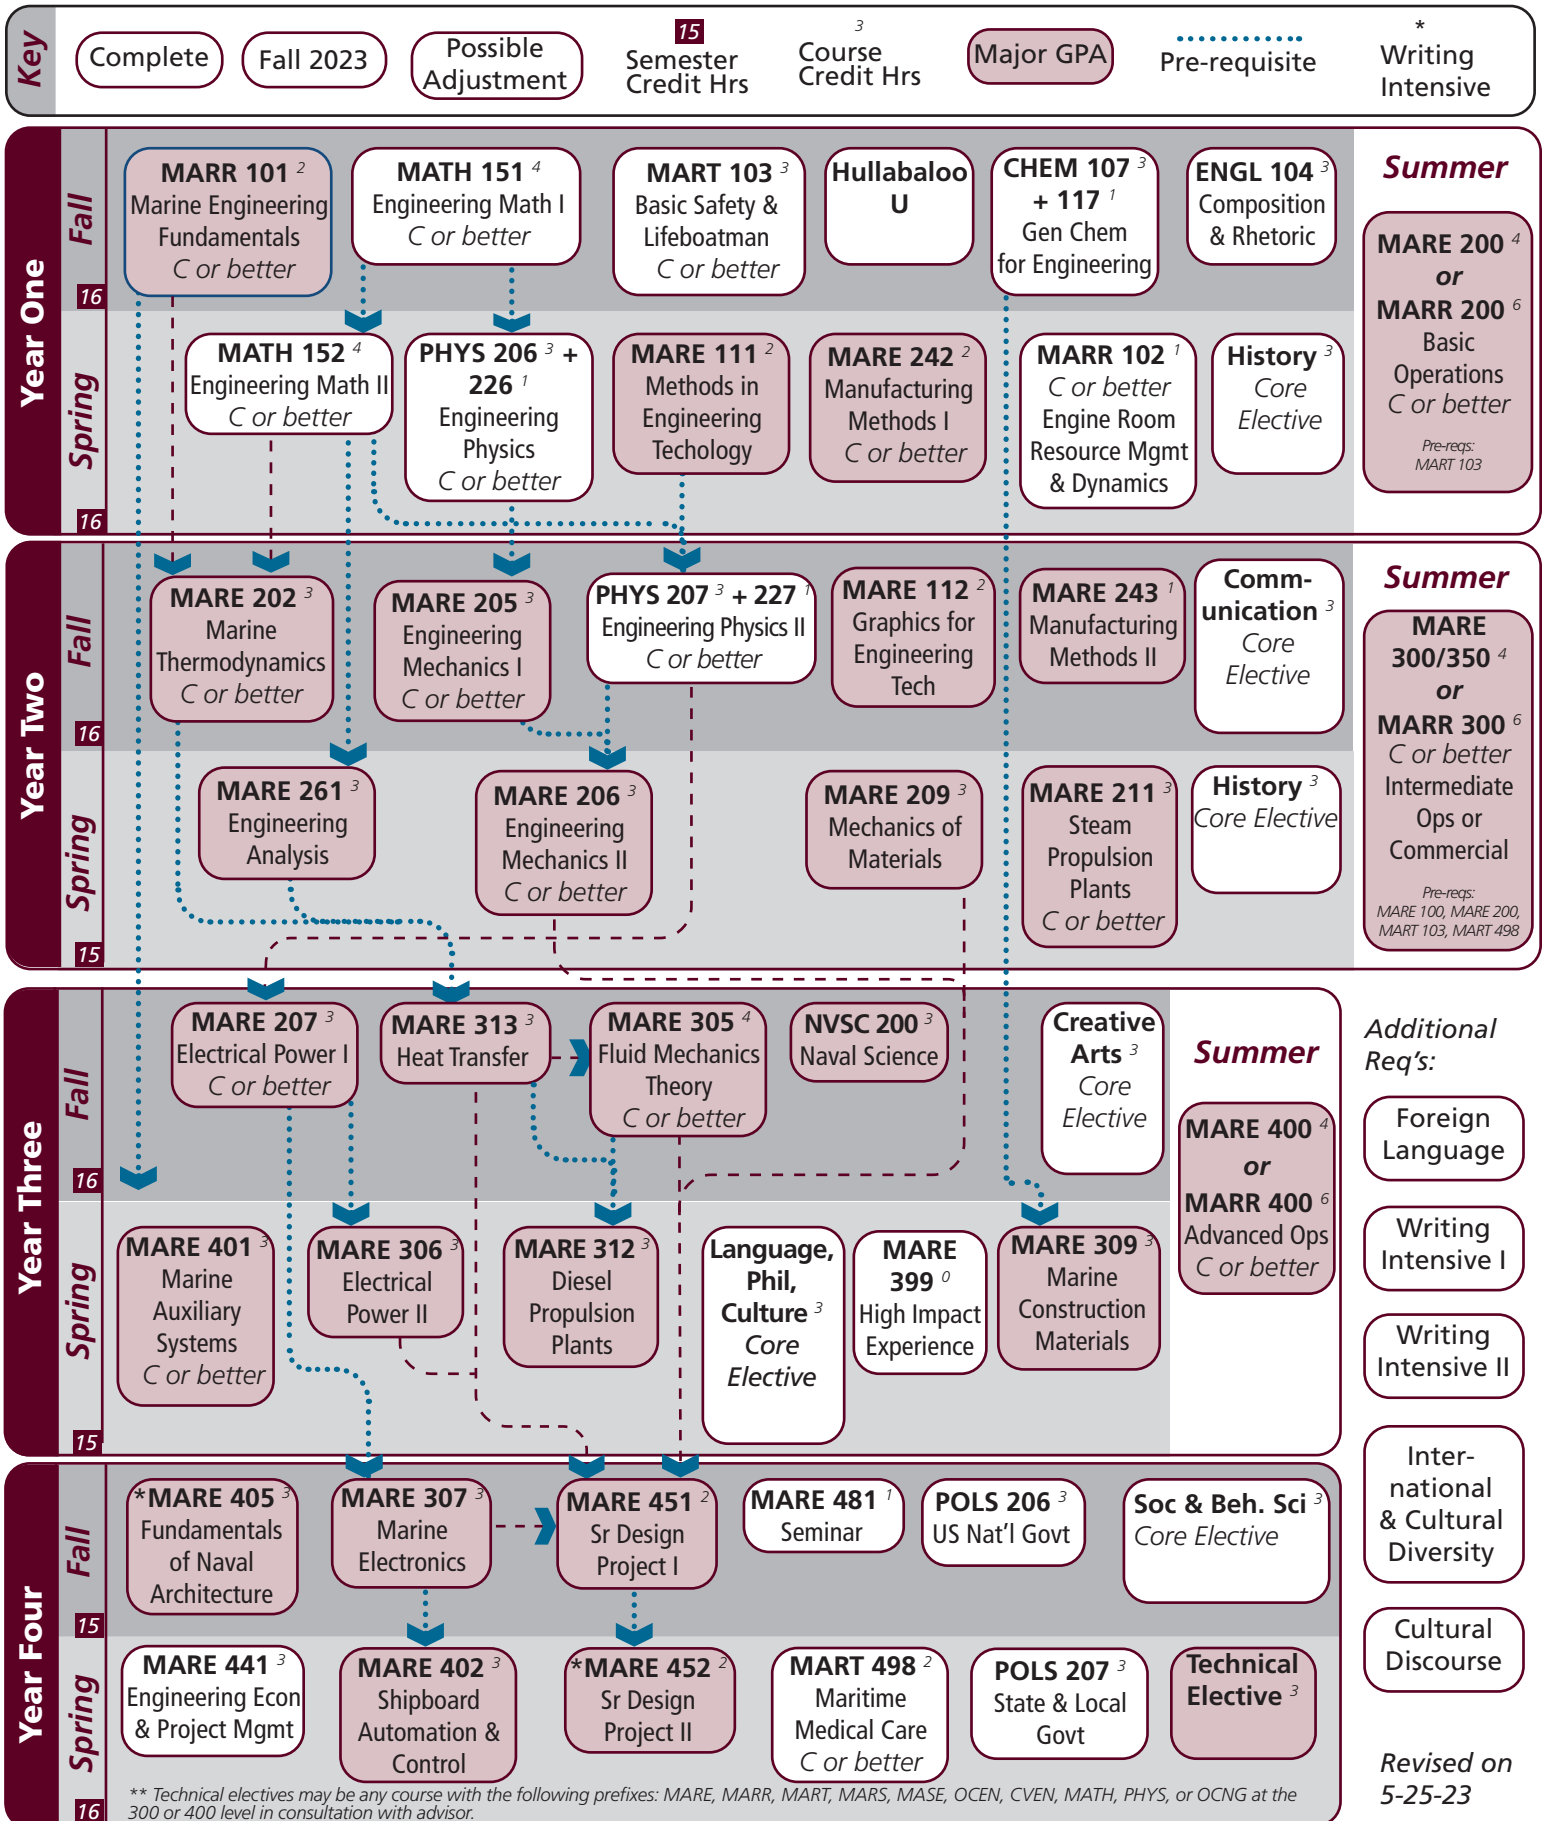 Key
Complete
Fall 2023
Possible
Adjustment
15
Semester
Credit Hrs
3
Course
Credit Hrs
Major GPA
Pre-requisite
*
Writing
Intensive
Year One
Fall
16
MARR 101 2
Marine Engineering
Fundamentals
C or better
MATH 151 4
Engineering Math I
C or better
MART 103 3
Basic Safety &
Lifeboatman
C or better
Hullabaloo
U
CHEM 107 3
+ 117 1
Gen Chem
for Engineering
ENGL 104 3
Composition
& Rhetoric
Spring
16
MATH 152 4
Engineering Math II
C or better
PHYS 206 3 +
226 1
Engineering
Physics
C or better
MARE 111 2
Methods in
Engineering
Techology
MARE 242 2
Manufacturing
Methods I
C or better
MARR 102 1
C or better
Engine Room
Resource Mgmt
& Dynamics
History 3
Core
Elective
Summer
MARE 200 4
or
MARR 200 6
Basic
Operations
C or better
Pre-reqs:
MART 103
Year Two
Fall
16
MARE 202 3
Marine
Thermodynamics
C or better
MARE 205 3
Engineering
Mechanics I
C or better
PHYS 207 3 + 227 1
Engineering Physics II
C or better
MARE 112 2
Graphics for
Engineering
Tech
MARE 243 1
Manufacturing
Methods II
Comm-
unication 3
Core
Elective
Spring
15
MARE 261 3
Engineering
Analysis
MARE 206 3
Engineering
Mechanics II
C or better
MARE 209 3
Mechanics of
Materials
MARE 211 3
Steam
Propulsion
Plants
C or better
History 3
Core Elective
Summer
MARE
300/350 4
or
MARR 300 6
C or better
Intermediate
Ops or
Commercial
Pre-reqs:
MARE 100, MARE 200,
MART 103, MART 498
Year Three
Fall
16
MARE 207 3
Electrical Power I
C or better
MARE 313 3
Heat Transfer
MARE 305 4
Fluid Mechanics
Theory
C or better
NVSC 200 3
Naval Science
Creative
Arts 3
Core
Elective
Spring
15
MARE 401 3
Marine
Auxiliary
Systems
C or better
MARE 306 3
Electrical
Power II
MARE 312 3
Diesel
Propulsion
Plants
Language,
Phil,
Culture 3
Core
Elective
MARE
399 0
High Impact
Experience
MARE 309 3
Marine
Construction
Materials
Summer
MARE 400 4
or
MARR 400 6
Advanced Ops
C or better
Additional
Req's:
Foreign
Language
Writing
Intensive I
Writing
Intensive II
Inter-
national
& Cultural
Diversity
Cultural
Discourse
Year Four
Fall
15
*MARE 405 3
Fundamentals
of Naval
Architecture
MARE 307 3
Marine
Electronics
MARE 451 2
Sr Design
Project I
MARE 481 1
Seminar
POLS 206 3
US Nat'l Govt
Soc & Beh. Sci 3
Core Elective
Spring
16
MARE 441 3
Engineering Econ
& Project Mgmt
MARE 402 3
Shipboard
Automation &
Control
*MARE 452 2
Sr Design
Project II
MART 498 2
Maritime
Medical Care
C or better
POLS 207 3
State & Local
Govt
Technical
Elective 3
** Technical electives may be any course with the following prefixes: MARE, MARR, MART, MARS, MASE, OCEN, CVEN, MATH, PHYS, or OCNG at the
300 or 400 level in consultation with advisor.
Revised on
5-25-23